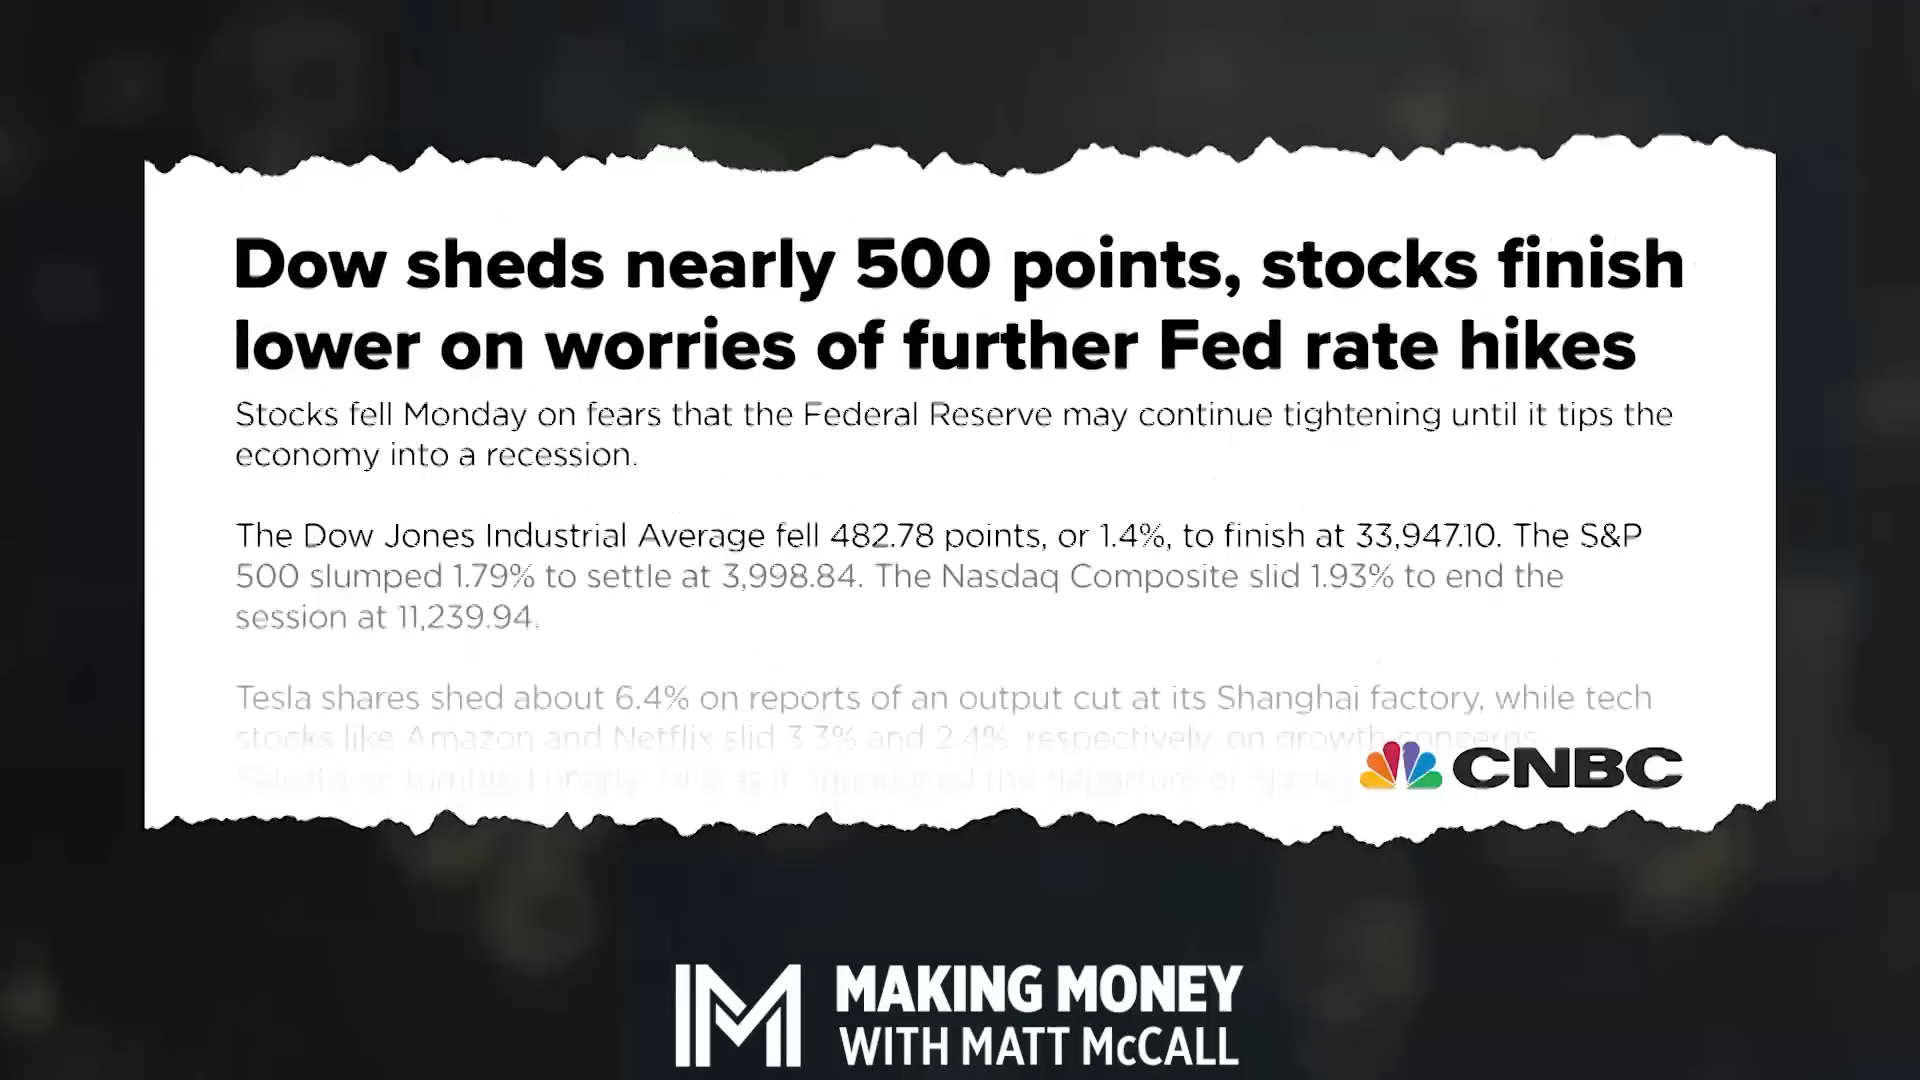 Dow sheds nearly 500 points, stocks finish
lower on worries of further Fed rate hikes
Stocks fell Monday on fears that the Federal Reserve may continue tightening until it tips the
economy into a recession.
The Dow Jones Industrial Average fell 482.78 points, or 1.4%, to finish at 33,947.10. The S&P
500 slumped 1.79% to settle at 3,998.84. The Nasdaq Composite slid 1.93% to end the
session at 11,239.94.
Tesla shares shed about 6.4% on reports of an output cut at its Shanghai factory, while tech
stocks like Amazon and Netflix slid 3.3% and 2.4%, respectively, on growth concerns.
tumbled nearly the departure of
CNBC
MAKING MONEY
WITH MATT McCALL